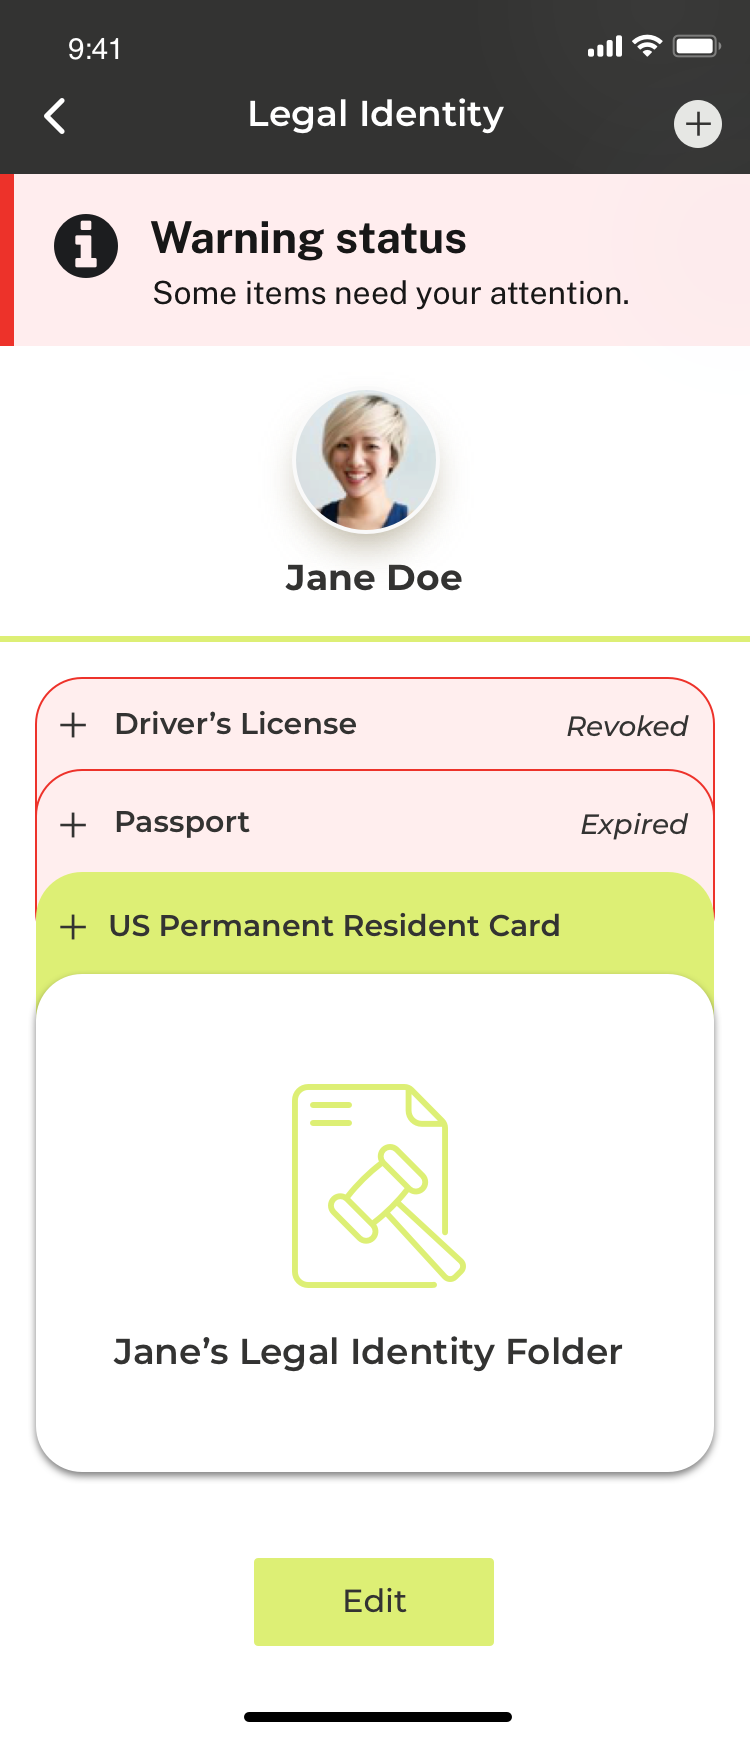 9:41
Legal Identity
Warning status
Some items need your attention.
Jane Doe
Driver’s License Revoked
Passport Expired
US Permanent Resident Card
Jane’s Legal Identity Folder
Edit